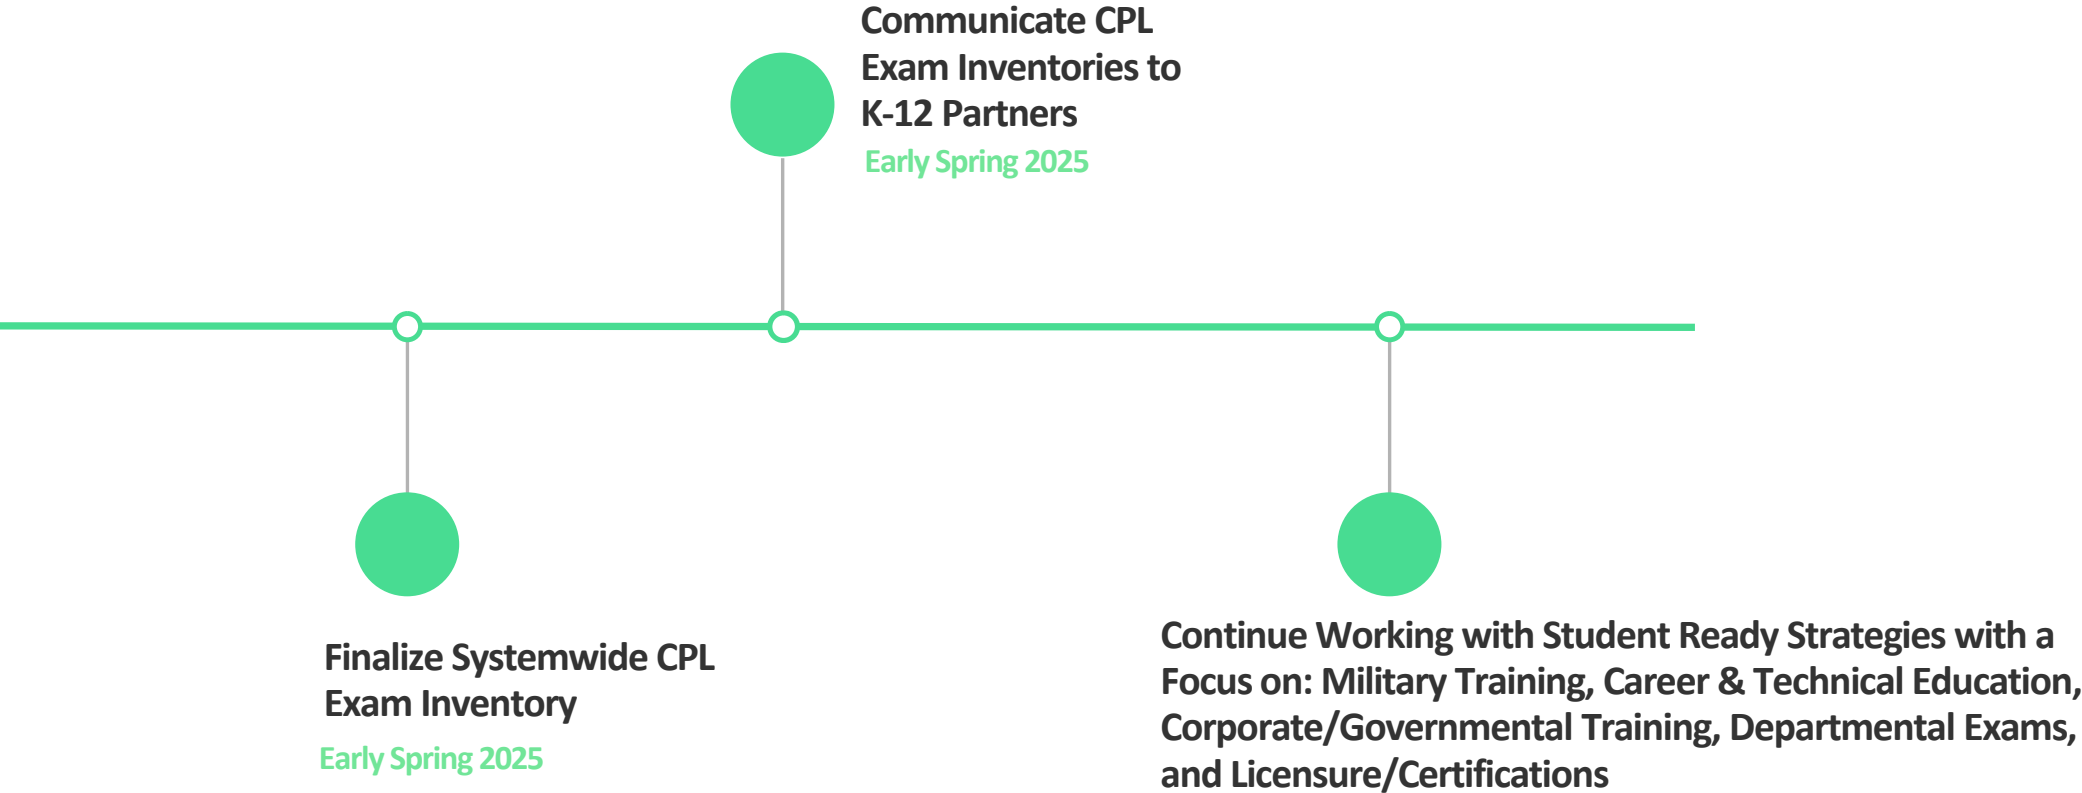 Communicate CPL
Exam Inventories to
K-12 Partners
Early Spring 2025
Finalize Systemwide CPL
Exam Inventory
Early Spring 2025
Continue Working with Student Ready Strategies with a
Focus on: Military Training, Career & Technical Education,
Corporate/Governmental Training, Departmental Exams,
and Licensure/Certifications